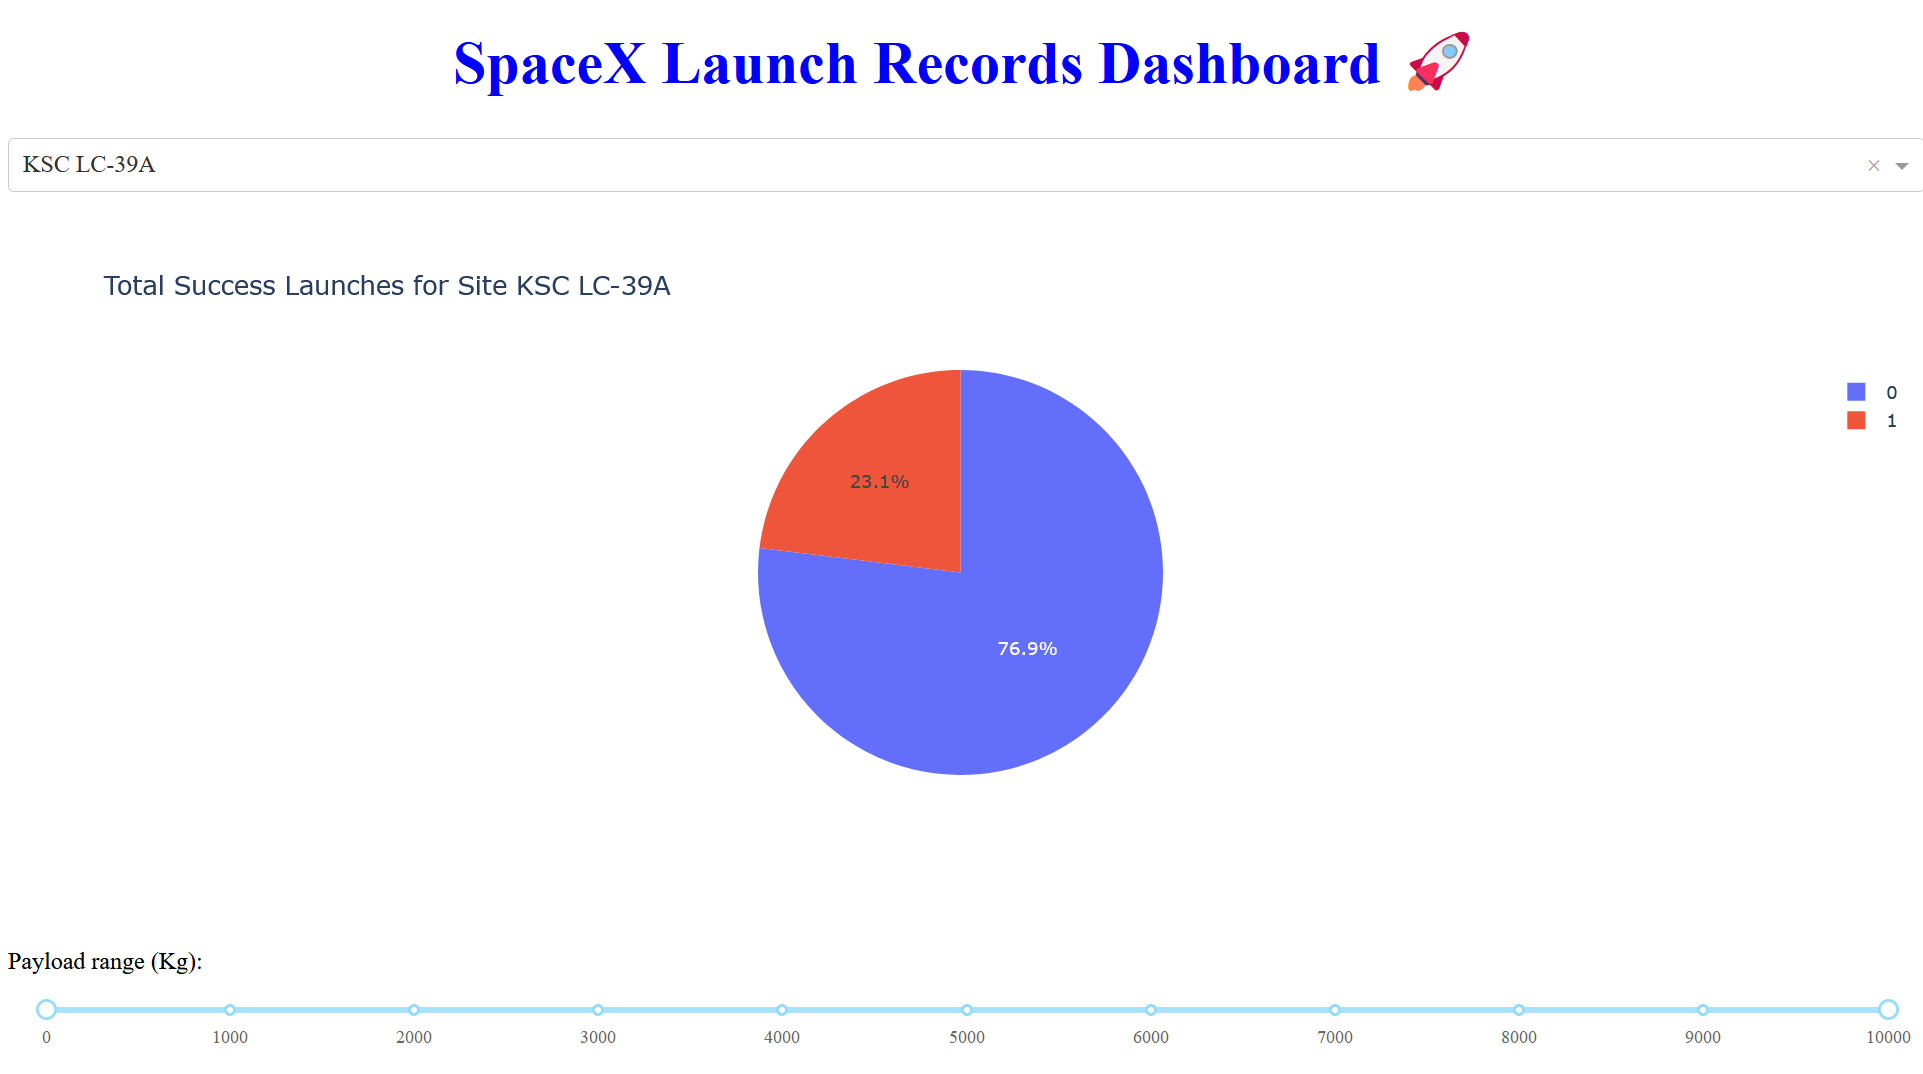 SpaceX Launch Records Dashboard 🚀
KSC LC-39A
Total Success Launches for Site KSC LC-39A
0
1
23.1%
76.9%
Payload range (Kg):
0 1000 2000 3000 4000 5000 6000 7000 8000 9000 10000